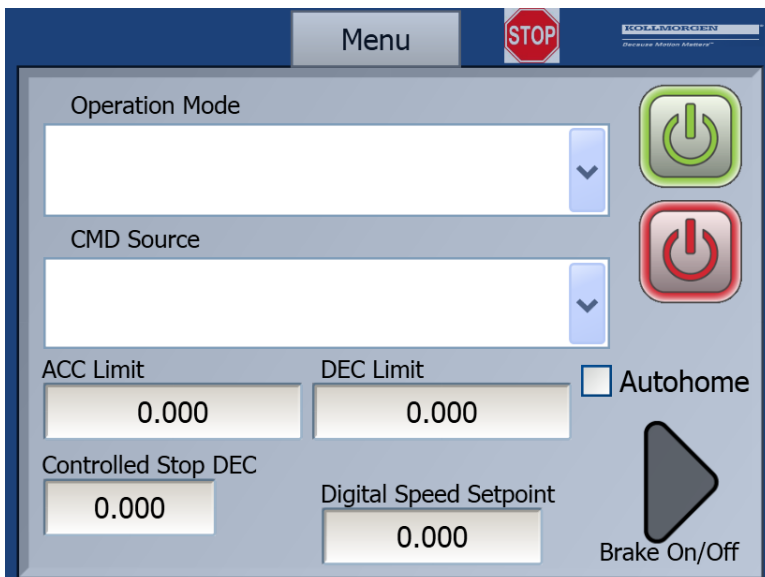 Menu
STOP
KOLLMORGEN
Because Motion Matters™
Operation Mode
CMD Source
ACC Limit
DEC Limit
Autohome
0.000
0.000
Controlled Stop DEC
Digital Speed Setpoint
0.000
0.000
Brake On/Off